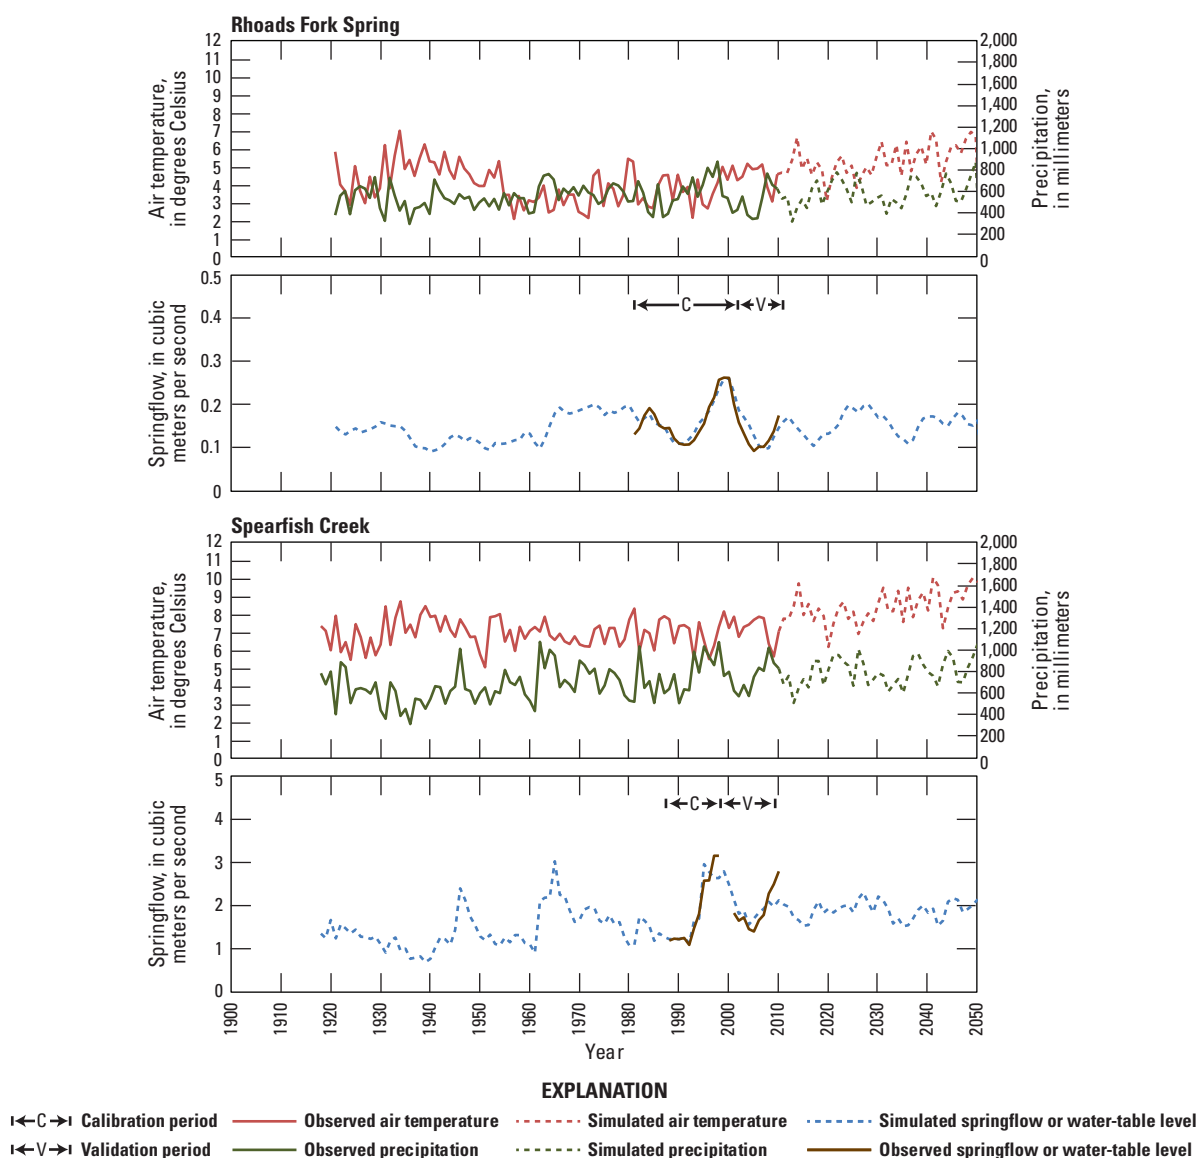 Rhoads Fork Spring
Air temperature,
in degrees Celsius
12
11
10
9
8
7
6
5
4
3
2
1
0
2,000
1,800
1,600
1,400
1,200
1,000
800
600
400
200
0
Precipitation,
in millimeters
Springflow, in cubic
meters per second
0.5
0.4
0.3
0.2
0.1
0
C
V
Spearfish Creek
Air temperature,
in degrees Celsius
12
11
10
9
8
7
6
5
4
3
2
1
0
2,000
1,800
1,600
1,400
1,200
1,000
800
600
400
200
0
Precipitation,
in millimeters
Springflow, in cubic
meters per second
5
4
3
2
1
0
C
V
1900 1910 1920 1930 1940 1950 1960 1970 1980 1990 2000 2010 2020 2030 2040 2050
Year
EXPLANATION
C Calibration period Observed air temperature Simulated air temperature Simulated springflow or water-table level
V Validation period Observed precipitation Simulated precipitation Observed springflow or water-table level